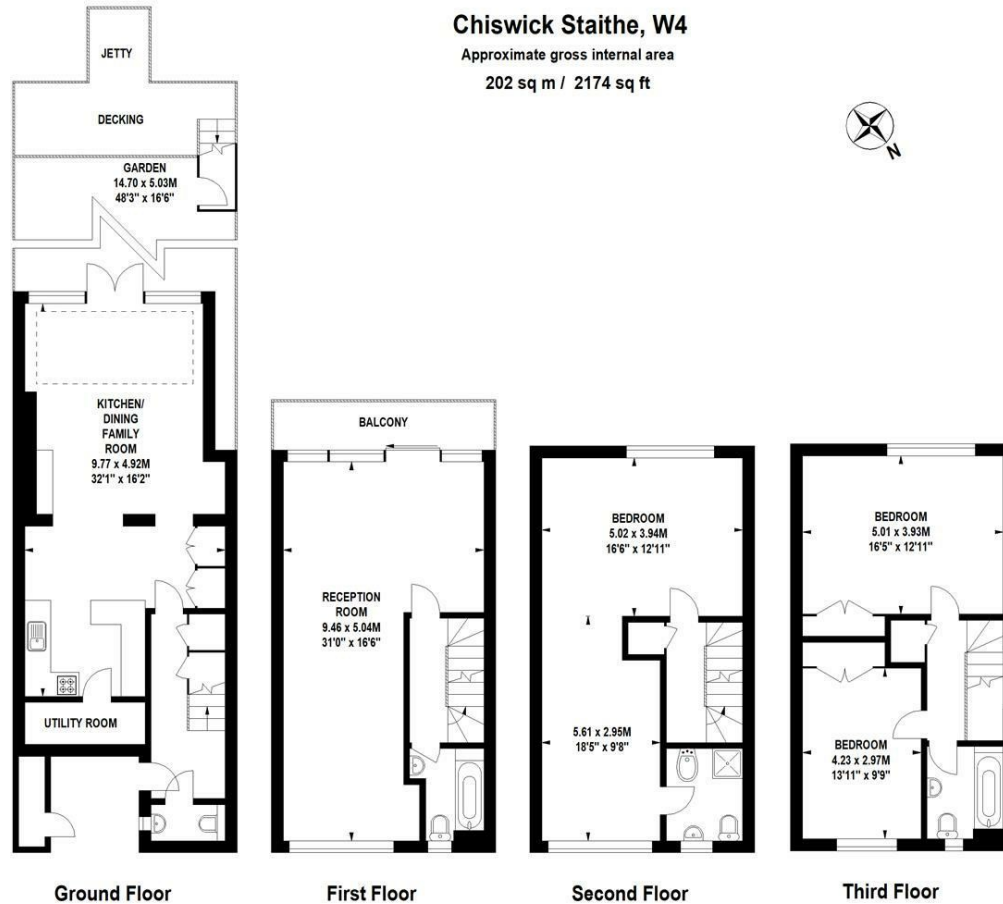 Chiswick Staithe, W4
Approximate gross internal area
202 sq m / 2174 sq ft
N
JETTY
DECKING
GARDEN
14.70 x 5.03M
48'3" x 16'6"
KITCHEN/
DINING
FAMILY
ROOM
9.77 x 4.92M
32'1" x 16'2"
UTILITY ROOM
Ground Floor
BALCONY
RECEPTION
ROOM
9.46 x 5.04M
31'0" x 16'6"
First Floor
BEDROOM
5.02 x 3.94M
16'6" x 12'11"
5.61 x 2.95M
18'5" x 9'8"
Second Floor
BEDROOM
5.01 x 3.93M
16'5" x 12'11"
BEDROOM
4.23 x 2.97M
13'11" x 9'9"
Third Floor